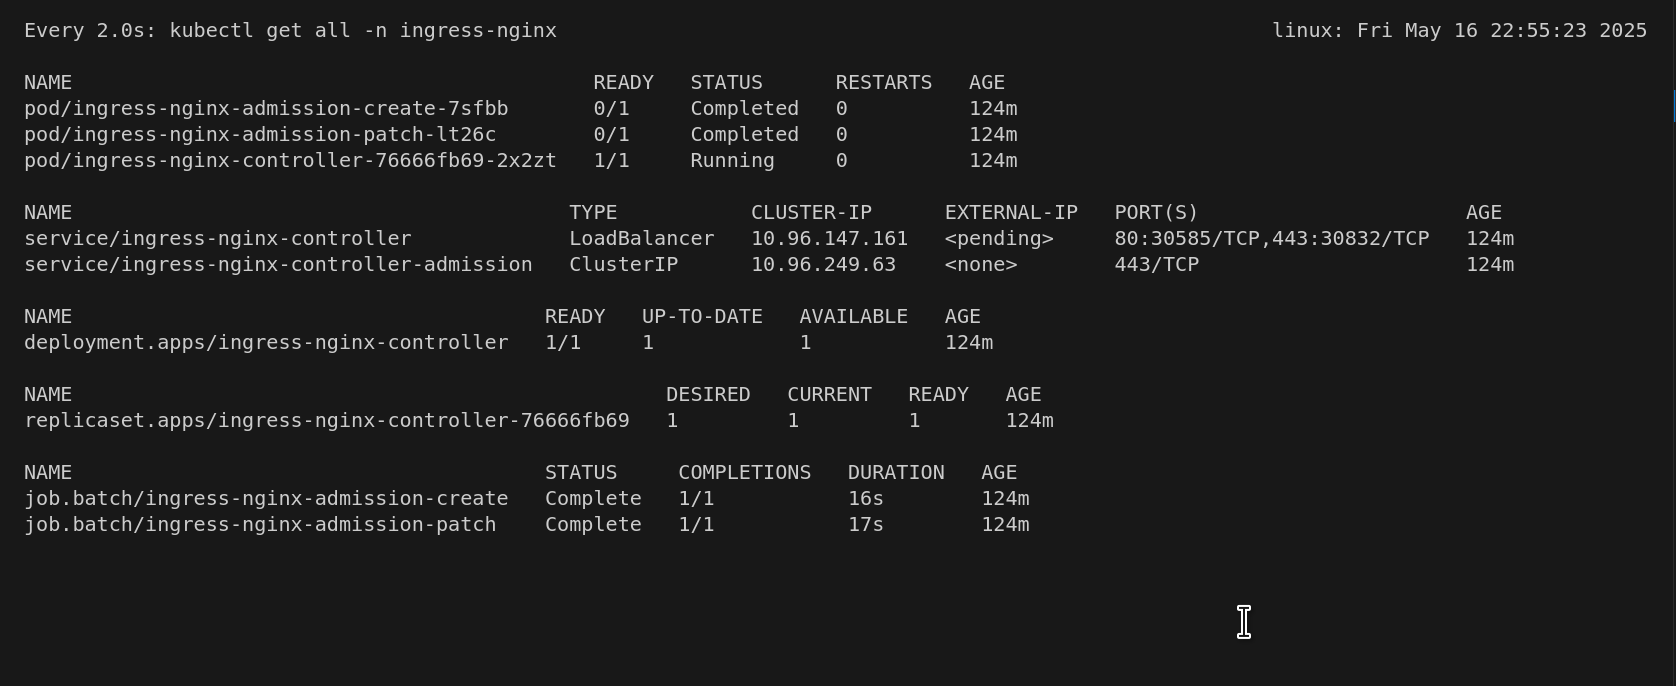 Every 2.0s: kubectl get all -n ingress-nginx linux: Fri May 16 22:55:23 2025
NAME READY STATUS RESTARTS AGE
pod/ingress-nginx-admission-create-7sfbb 0/1 Completed 0 124m
pod/ingress-nginx-admission-patch-lt26c 0/1 Completed 0 124m
pod/ingress-nginx-controller-76666fb69-2x2zt 1/1 Running 0 124m
NAME TYPE CLUSTER-IP EXTERNAL-IP PORT(S) AGE
service/ingress-nginx-controller LoadBalancer 10.96.147.161 <pending> 80:30585/TCP,443:30832/TCP 124m
service/ingress-nginx-controller-admission ClusterIP 10.96.249.63 <none> 443/TCP 124m
NAME READY UP-TO-DATE AVAILABLE AGE
deployment.apps/ingress-nginx-controller 1/1 1 1 124m
NAME DESIRED CURRENT READY AGE
replicaset.apps/ingress-nginx-controller-76666fb69 1 1 1 124m
NAME STATUS COMPLETIONS DURATION AGE
job.batch/ingress-nginx-admission-create Complete 1/1 16s 124m
job.batch/ingress-nginx-admission-patch Complete 1/1 17s 124m